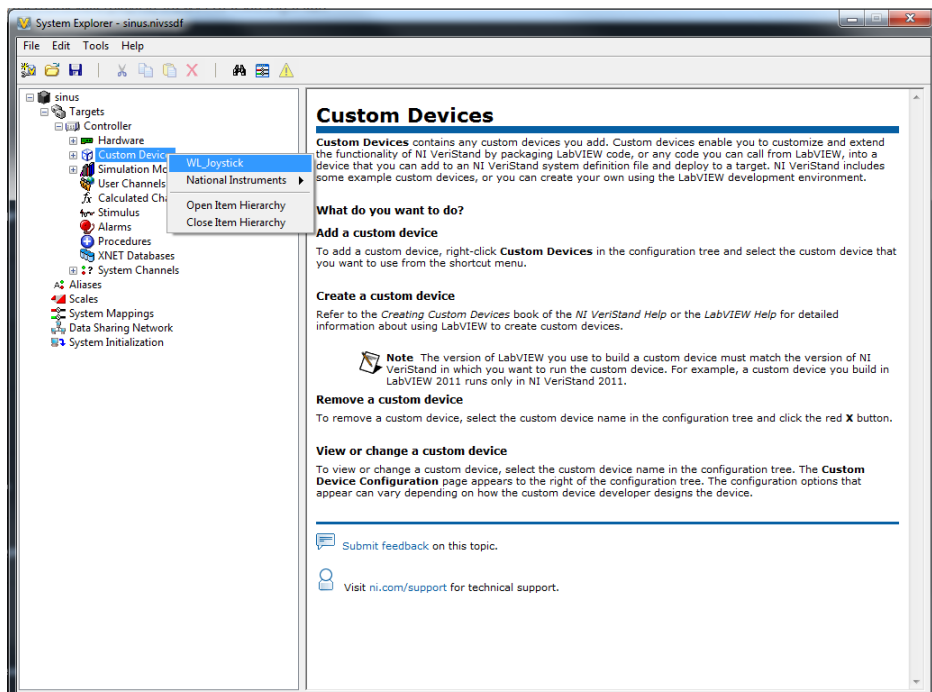 System Explorer - sinus.nivssdf
File Edit Tools Help
sinus
Targets
Controller
Hardware
Custom Device
Simulation Mo
User Channels
Calculated Cha
Stimulus
Alarms
Procedures
XNET Databases
System Channels
Aliases
Scales
System Mappings
Data Sharing Network
System Initialization
WL_Joystick
National Instruments
Open Item Hierarchy
Close Item Hierarchy
Custom Devices
Custom Devices contains any custom devices you add. Custom devices enable you to customize and extend
the functionality of NI VeriStand by packaging LabVIEW code, or any code you can call from LabVIEW, into a
device that you can add to an NI VeriStand system definition file and deploy to a target. NI VeriStand includes
some example custom devices, or you can create your own using the LabVIEW development environment.
What do you want to do?
Add a custom device
To add a custom device, right-click Custom Devices in the configuration tree and select the custom device that
you want to use from the shortcut menu.
Create a custom device
Refer to the Creating Custom Devices book of the NI VeriStand Help or the LabVIEW Help for detailed
information about using LabVIEW to create custom devices.
Note The version of LabVIEW you use to build a custom device must match the version of NI
VeriStand in which you want to run the custom device. For example, a custom device you build in
LabVIEW 2011 runs only in NI VeriStand 2011.
Remove a custom device
To remove a custom device, select the custom device name in the configuration tree and click the red X button.
View or change a custom device
To view or change a custom device, select the custom device name in the configuration tree. The Custom
Device Configuration page appears to the right of the configuration tree. The configuration options that
appear can vary depending on how the custom device developer designs the device.
Submit feedback on this topic.
Visit ni.com/support for technical support.